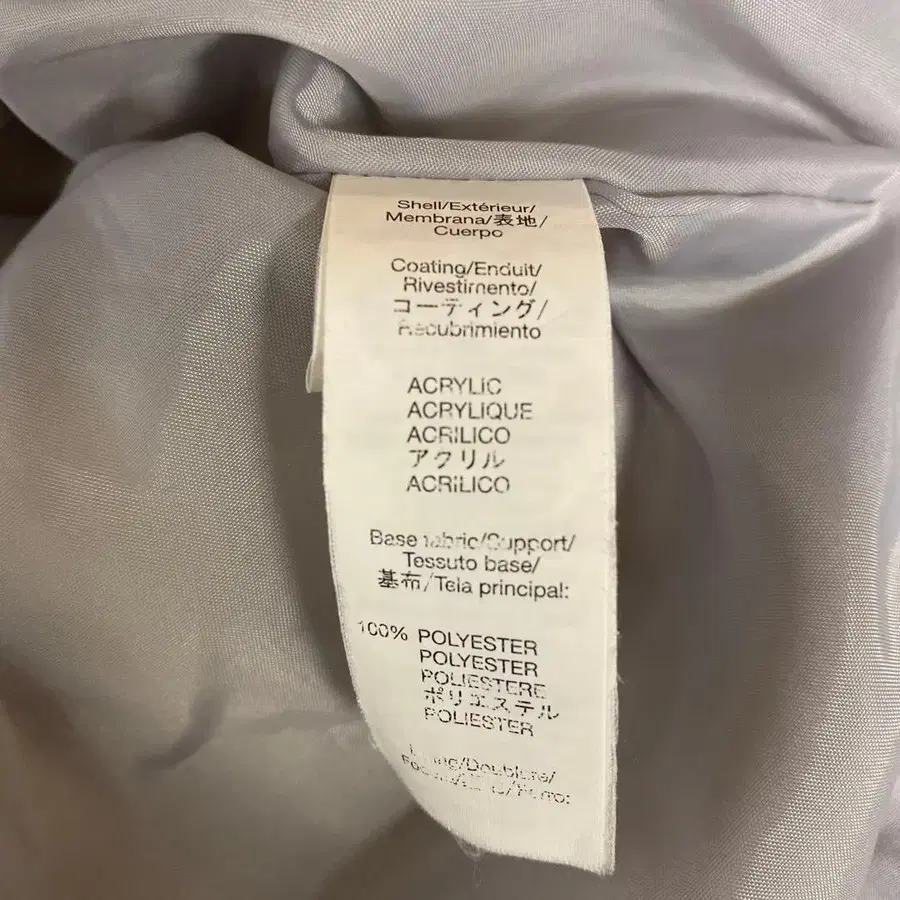 Shell/Extérieur/
Membrana/表地/
Cuerpo
Coating/Enduit/
Rivestimento/
コーティング/
Recubrimiento
ACRYLIC
ACRYLIQUE
ACRILICO
アクリル
ACRILICO
Base fabric/Support/
Tessuto base/
基布/Tela principal:
100% POLYESTER
POLYESTER
POLIESTERE
ポリエステル
POLIESTER
Lining/Doublure/